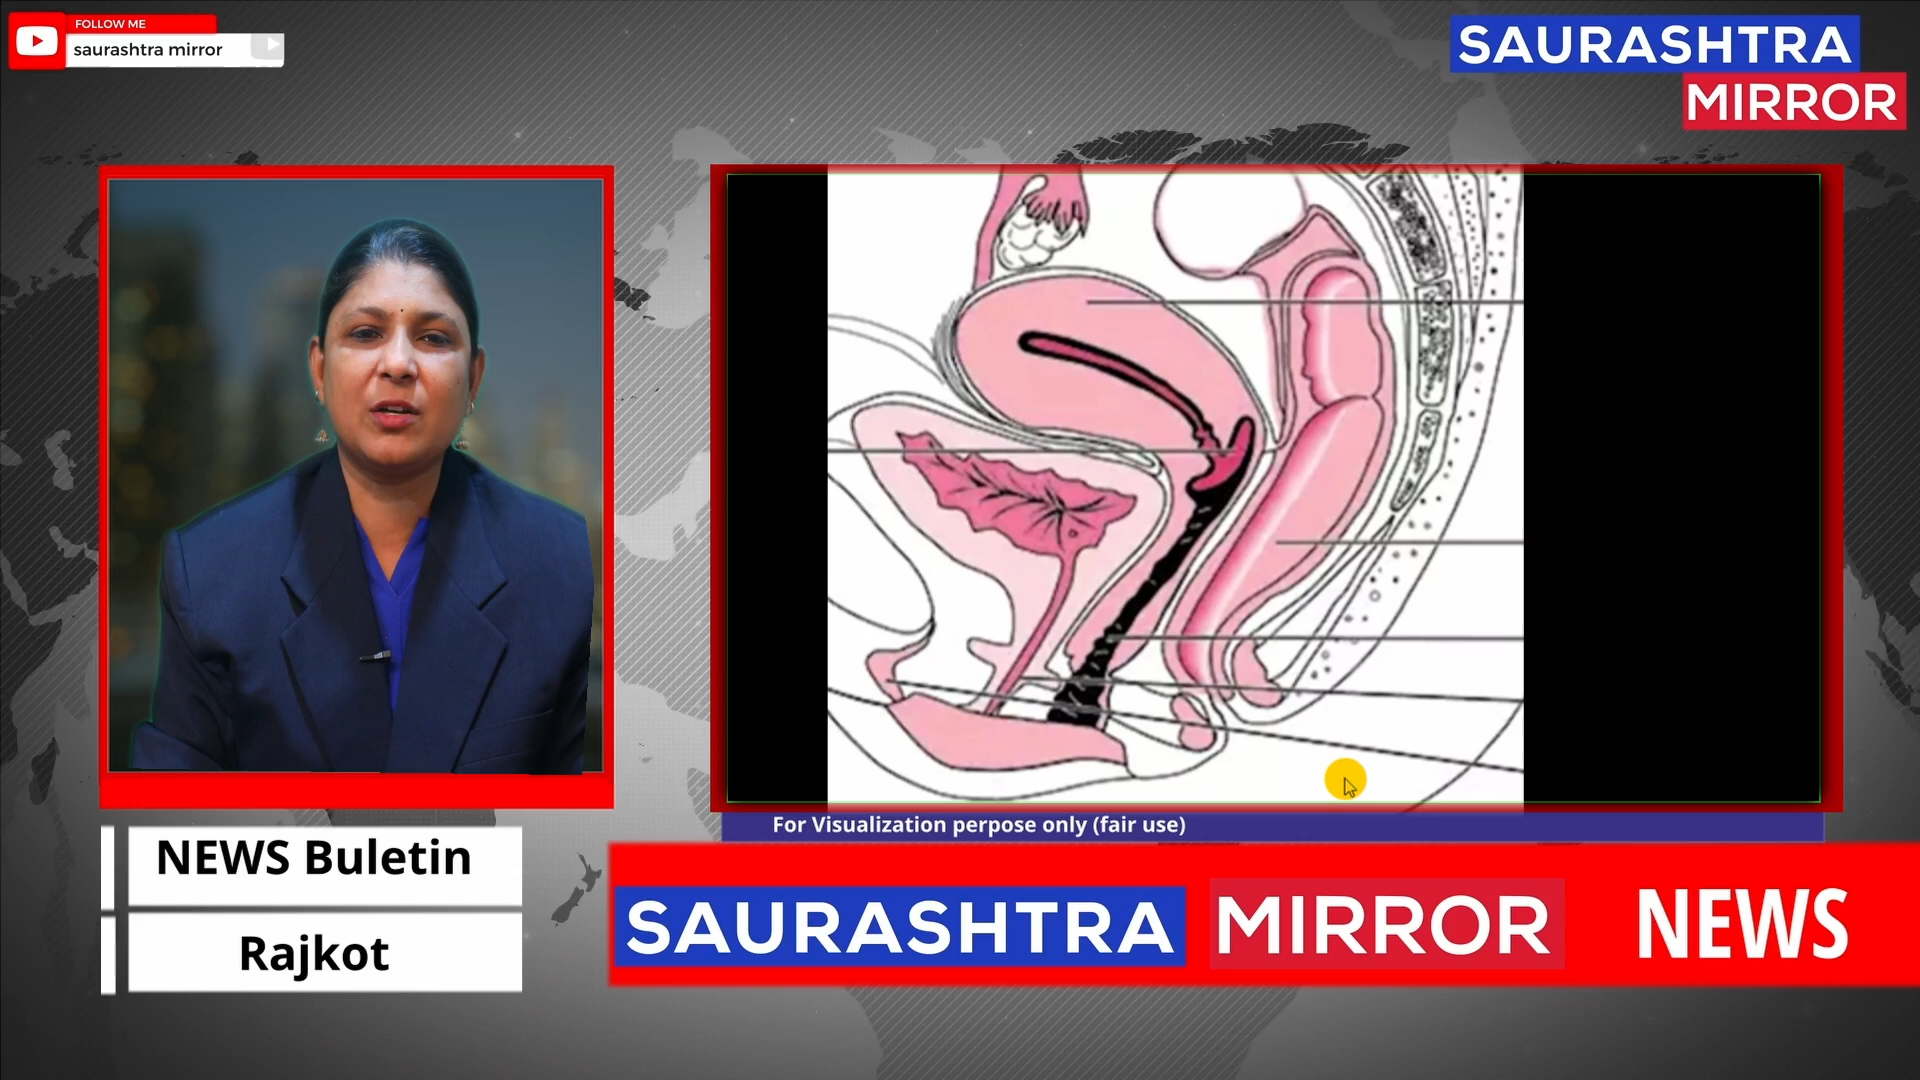 FOLLOW ME
saurashtra mirror
SAURASHTRA
MIRROR
For Visualization perpose only (fair use)
NEWS Buletin
Rajkot
SAURASHTRA MIRROR NEWS